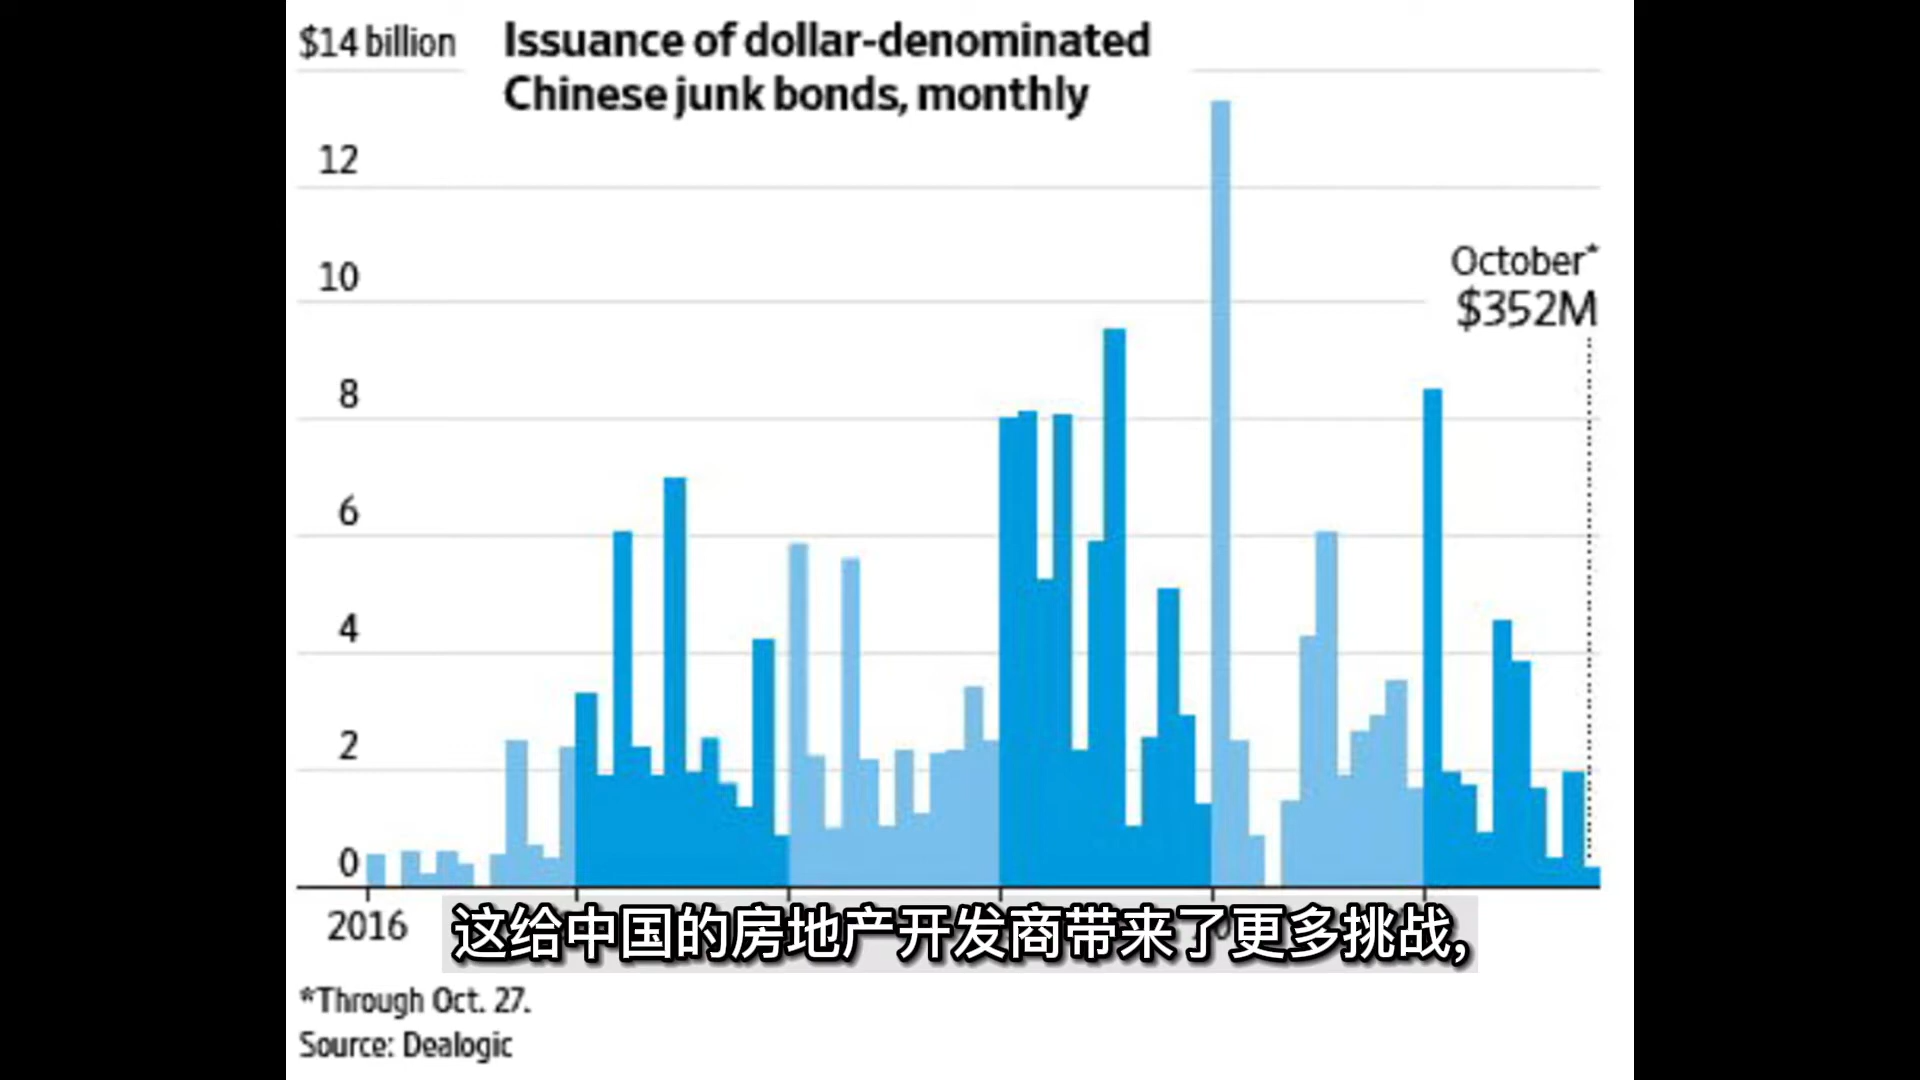 $14 billion
Issuance of dollar-denominated
Chinese junk bonds, monthly
12
10
October*
$352M
8
6
4
2
0
2016
这给中国的房地产开发商带来了更多挑战,
*Through Oct. 27.
Source: Dealogic